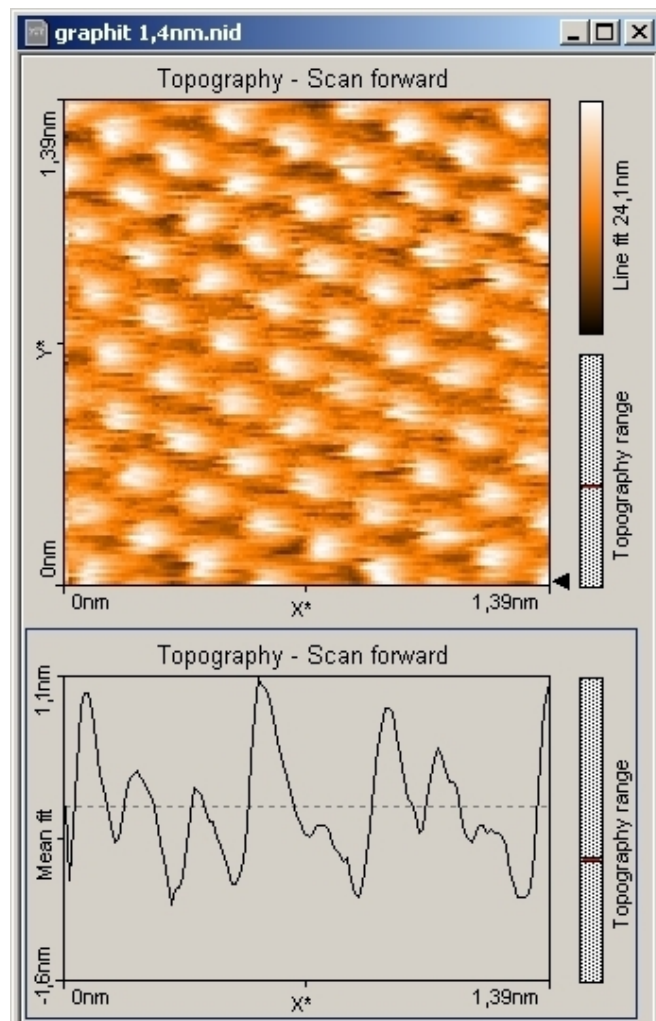 graphit 1,4nm.nid
Topography - Scan forward
1,39nm
Y*
0nm
0nm
X*
1,39nm
Line fit 24,1nm
Topography range
Topography - Scan forward
1,1nm
Mean fit
-1,6nm
0nm
X*
1,39nm
Topography range